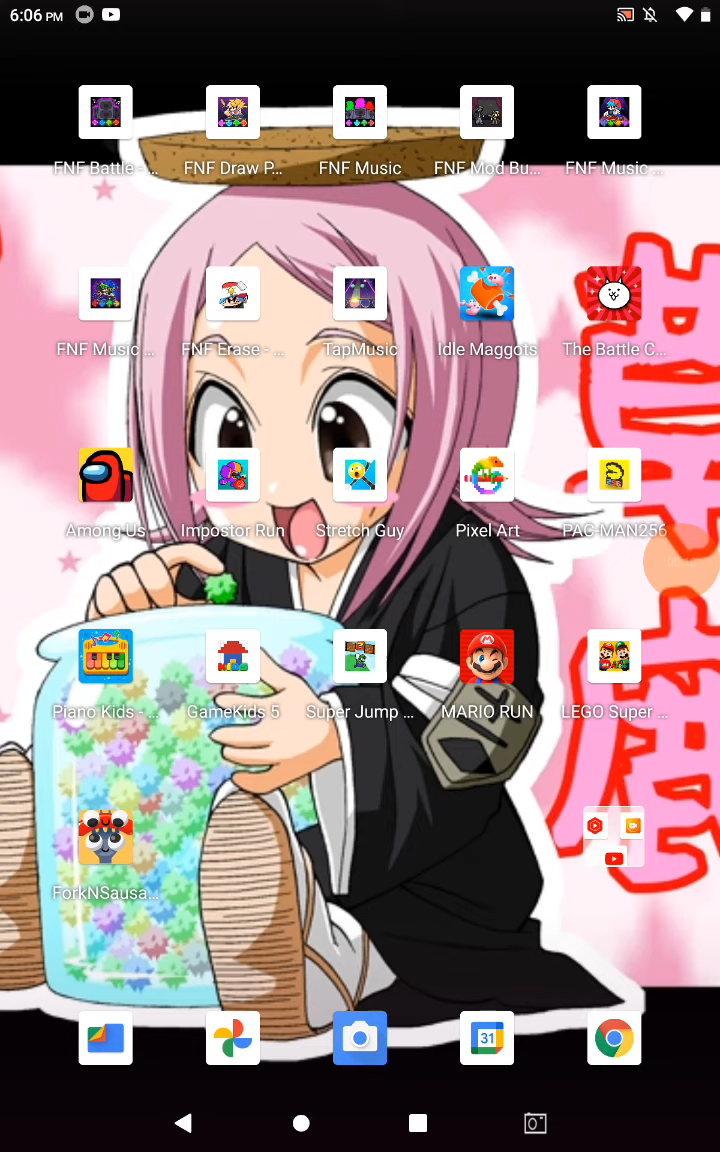 6:06 PM
FNF Battle - ...
FNF Draw P...
FNF Music
FNF Mod Bu...
FNF Music ...
FNF Music ...
FNF Erase - ...
TapMusic
Idle Maggots
The Battle C...
Among Us
Impostor Run
Stretch Guy
Pixel Art
PAC-MAN256
Piano Kids - ...
GameKids 5
Super Jump ...
MARIO RUN
LEGO Super ...
ForkNSausa...
31